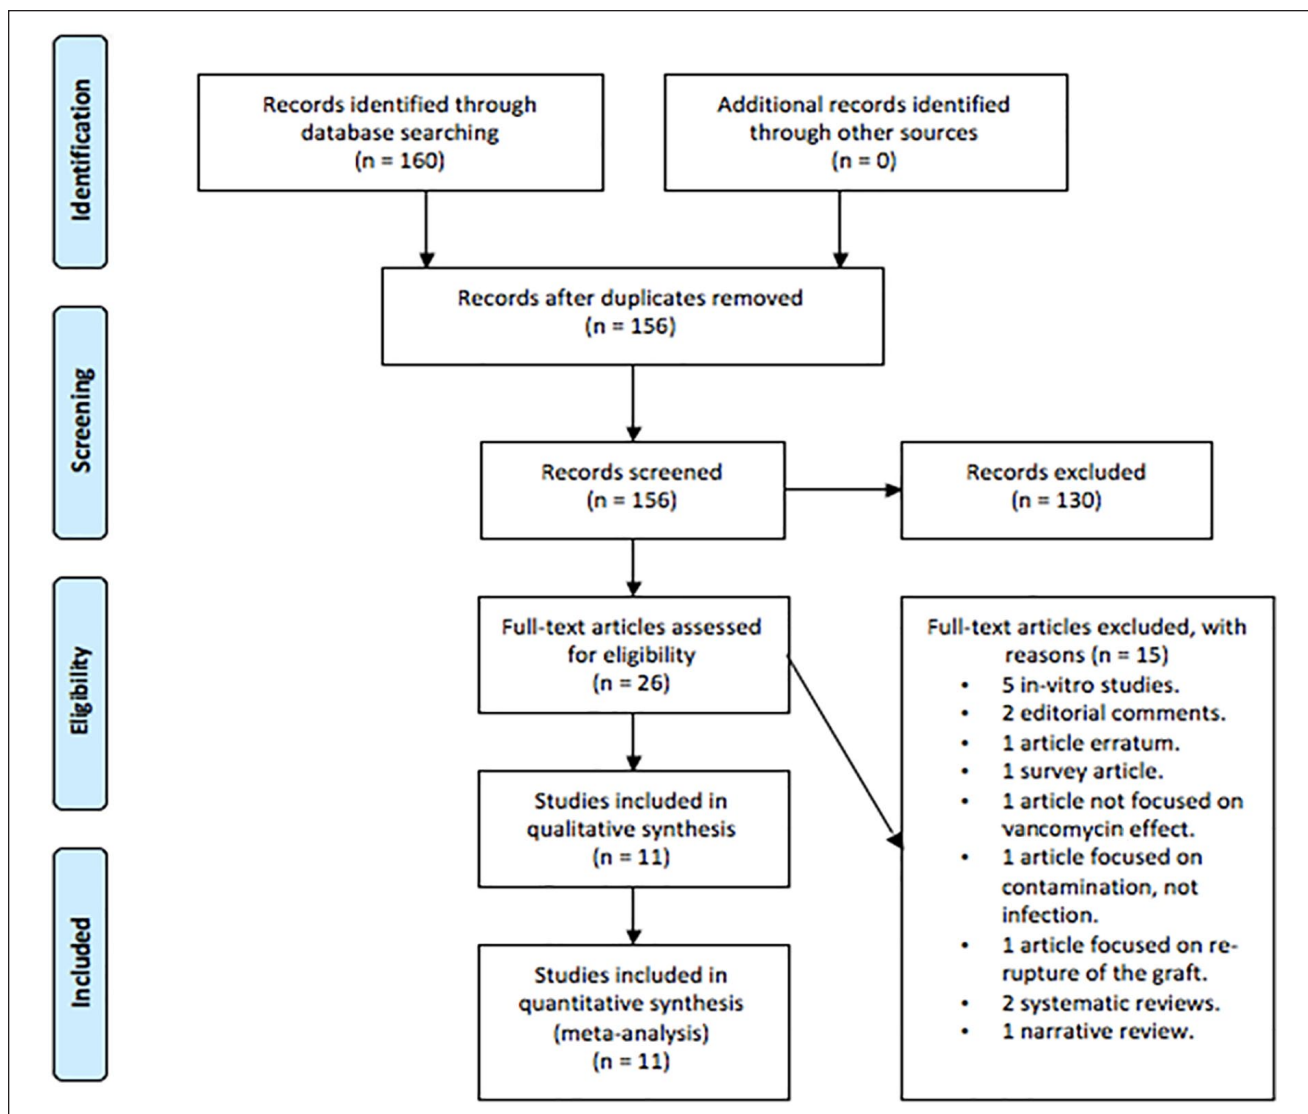 Identification
Records identified through
database searching
(n = 160)
Additional records identified
through other sources
(n = 0)
Records after duplicates removed
(n = 156)
Screening
Records screened
(n = 156)
Records excluded
(n = 130)
Eligibility
Full-text articles assessed
for eligibility
(n = 26)
Full-text articles excluded, with
reasons (n = 15)
• 5 in-vitro studies.
• 2 editorial comments.
• 1 article erratum.
• 1 survey article.
• 1 article not focused on
vancomycin effect.
• 1 article focused on
contamination, not
infection.
• 1 article focused on re-
rupture of the graft.
• 2 systematic reviews.
• 1 narrative review.
Studies included in
qualitative synthesis
(n = 11)
Included
Studies included in
quantitative synthesis
(meta-analysis)
(n = 11)